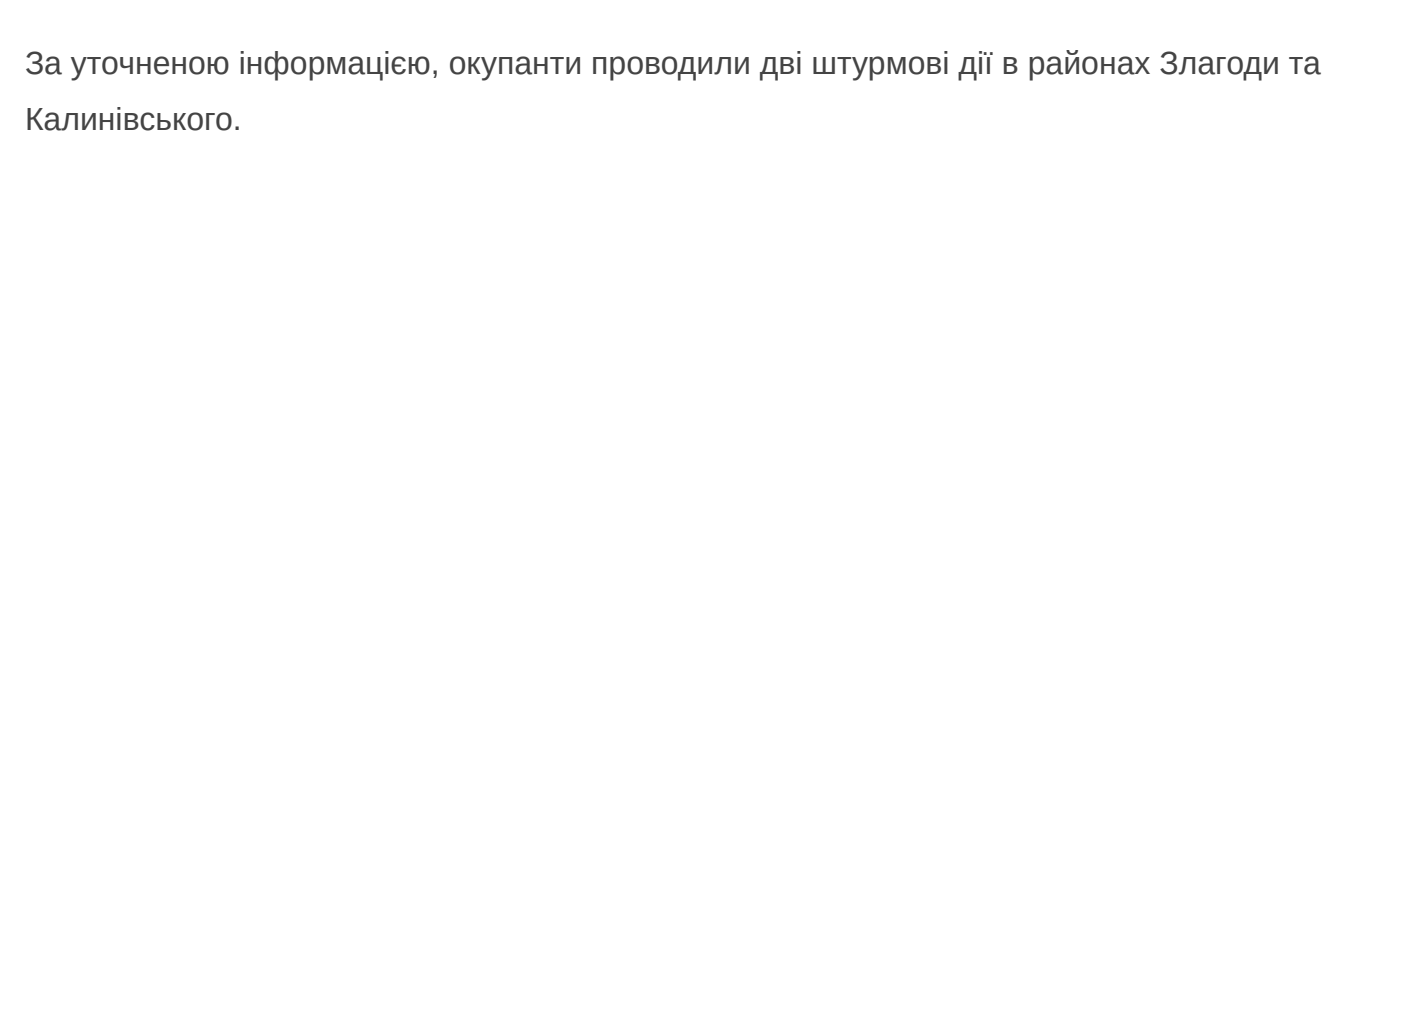 За уточненою інформацією, окупанти проводили дві штурмові дії в районах Злагоди та
Калинівського.